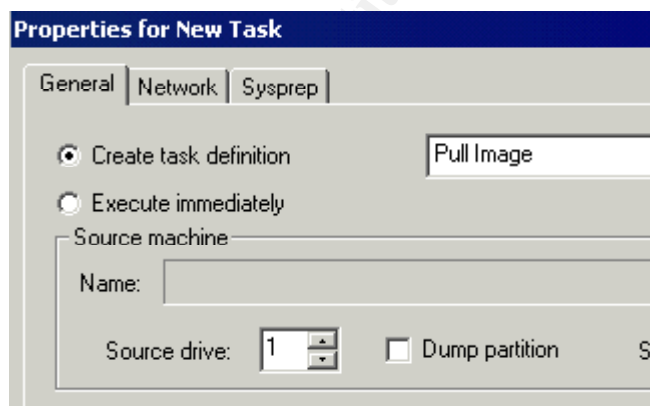 Properties for New Task
General Network Sysprep
Create task definition Pull Image
Execute immediately
Source machine
Name:
Source drive: 1 Dump partition S